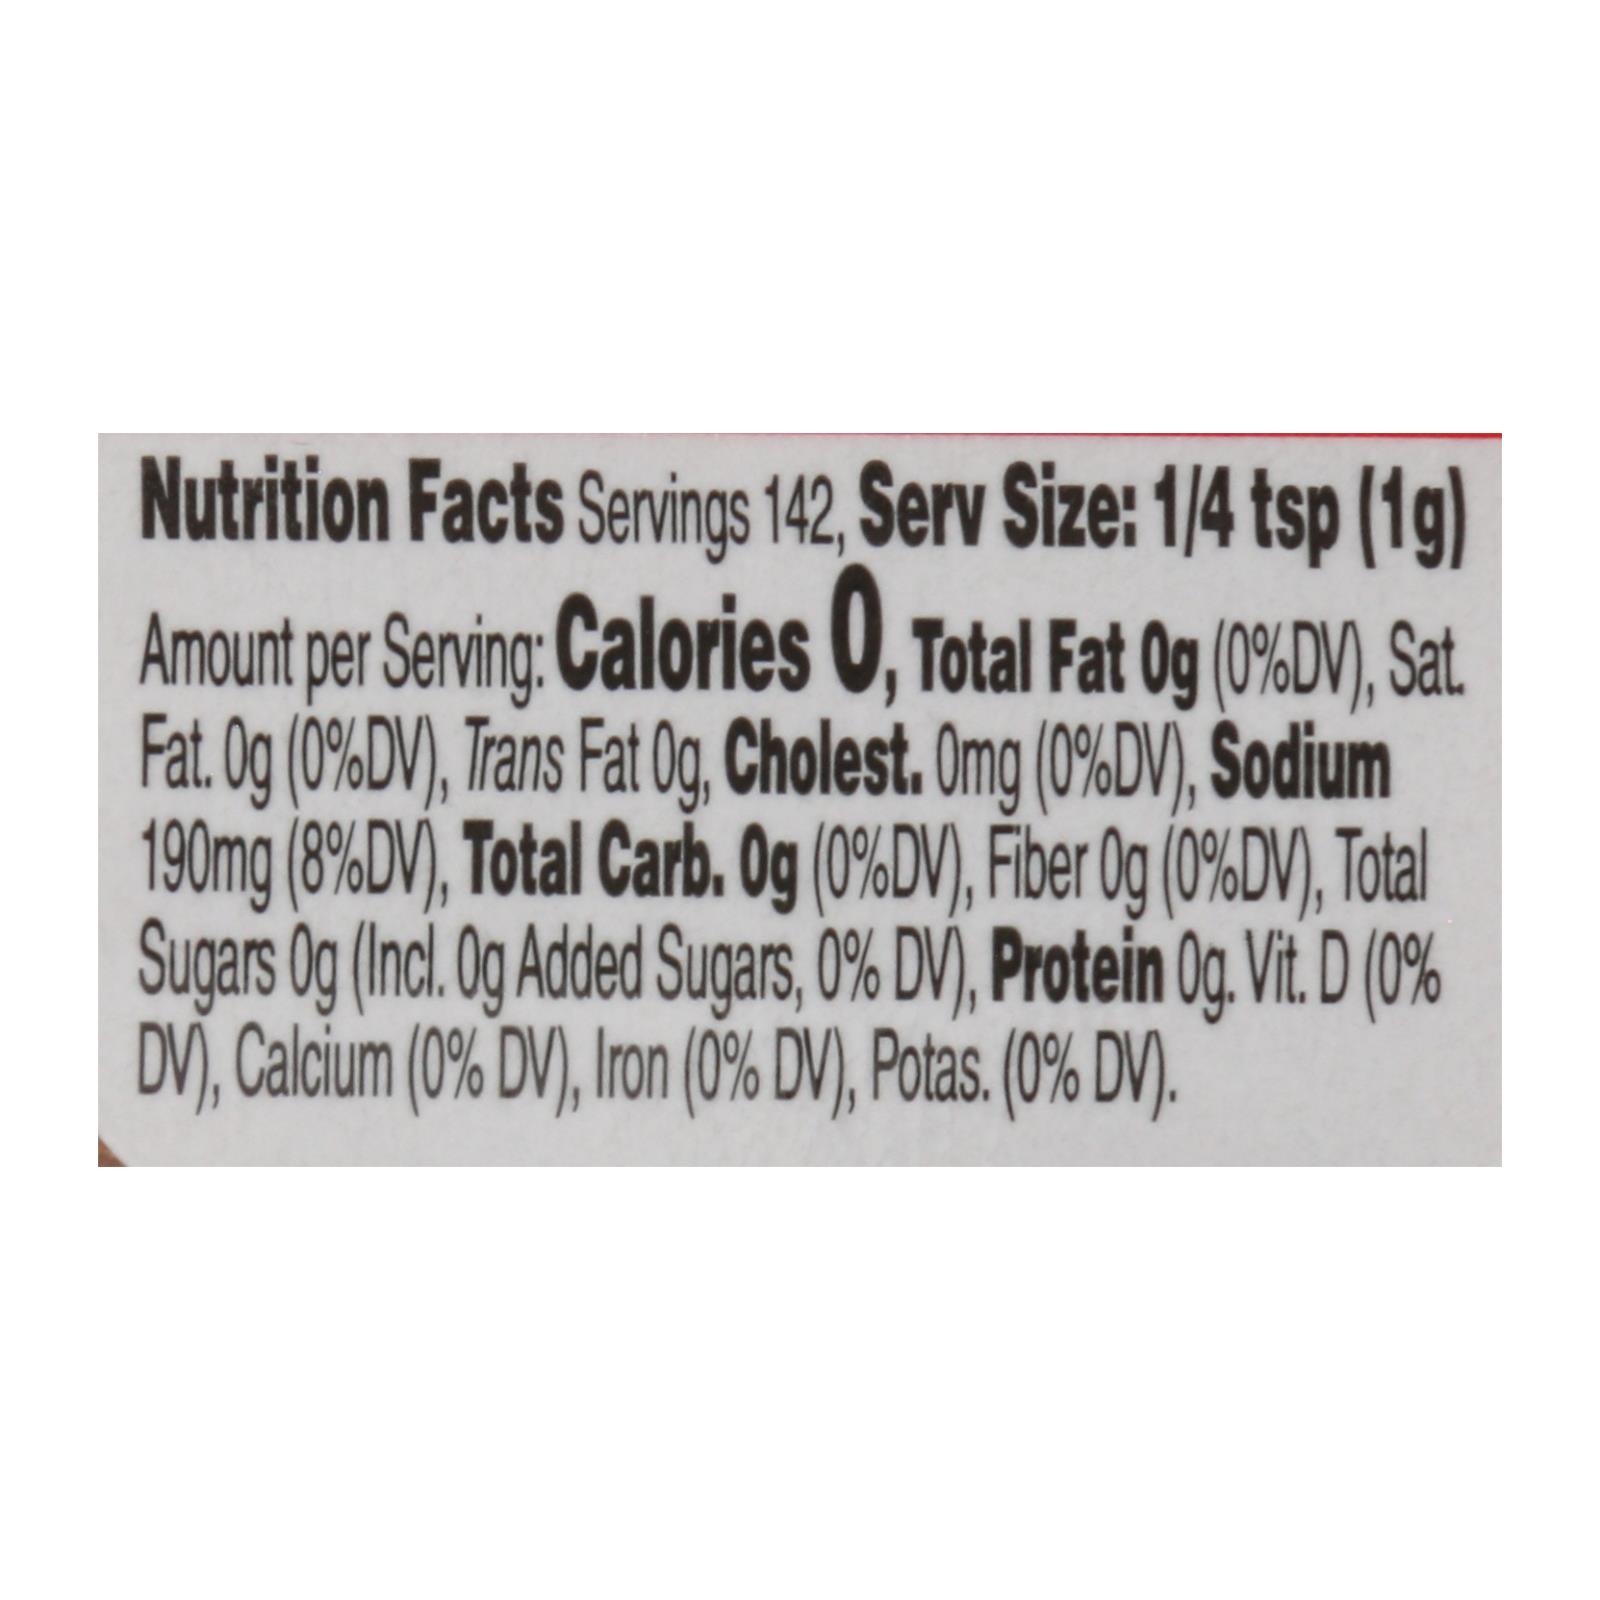 Nutrition Facts Servings 142, Serv Size: 1/4 tsp (1g)
Amount per Serving: Calories 0, Total Fat 0g (0%DV), Sat.
Fat. 0g (0%DV), Trans Fat 0g, Cholest. 0mg (0%DV), Sodium
190mg (8%DV), Total Carb. 0g (0%DV), Fiber 0g (0%DV), Total
Sugars 0g (Incl. 0g Added Sugars, 0% DV), Protein 0g. Vit. D (0%
DV), Calcium (0% DV), Iron (0% DV), Potas. (0% DV).